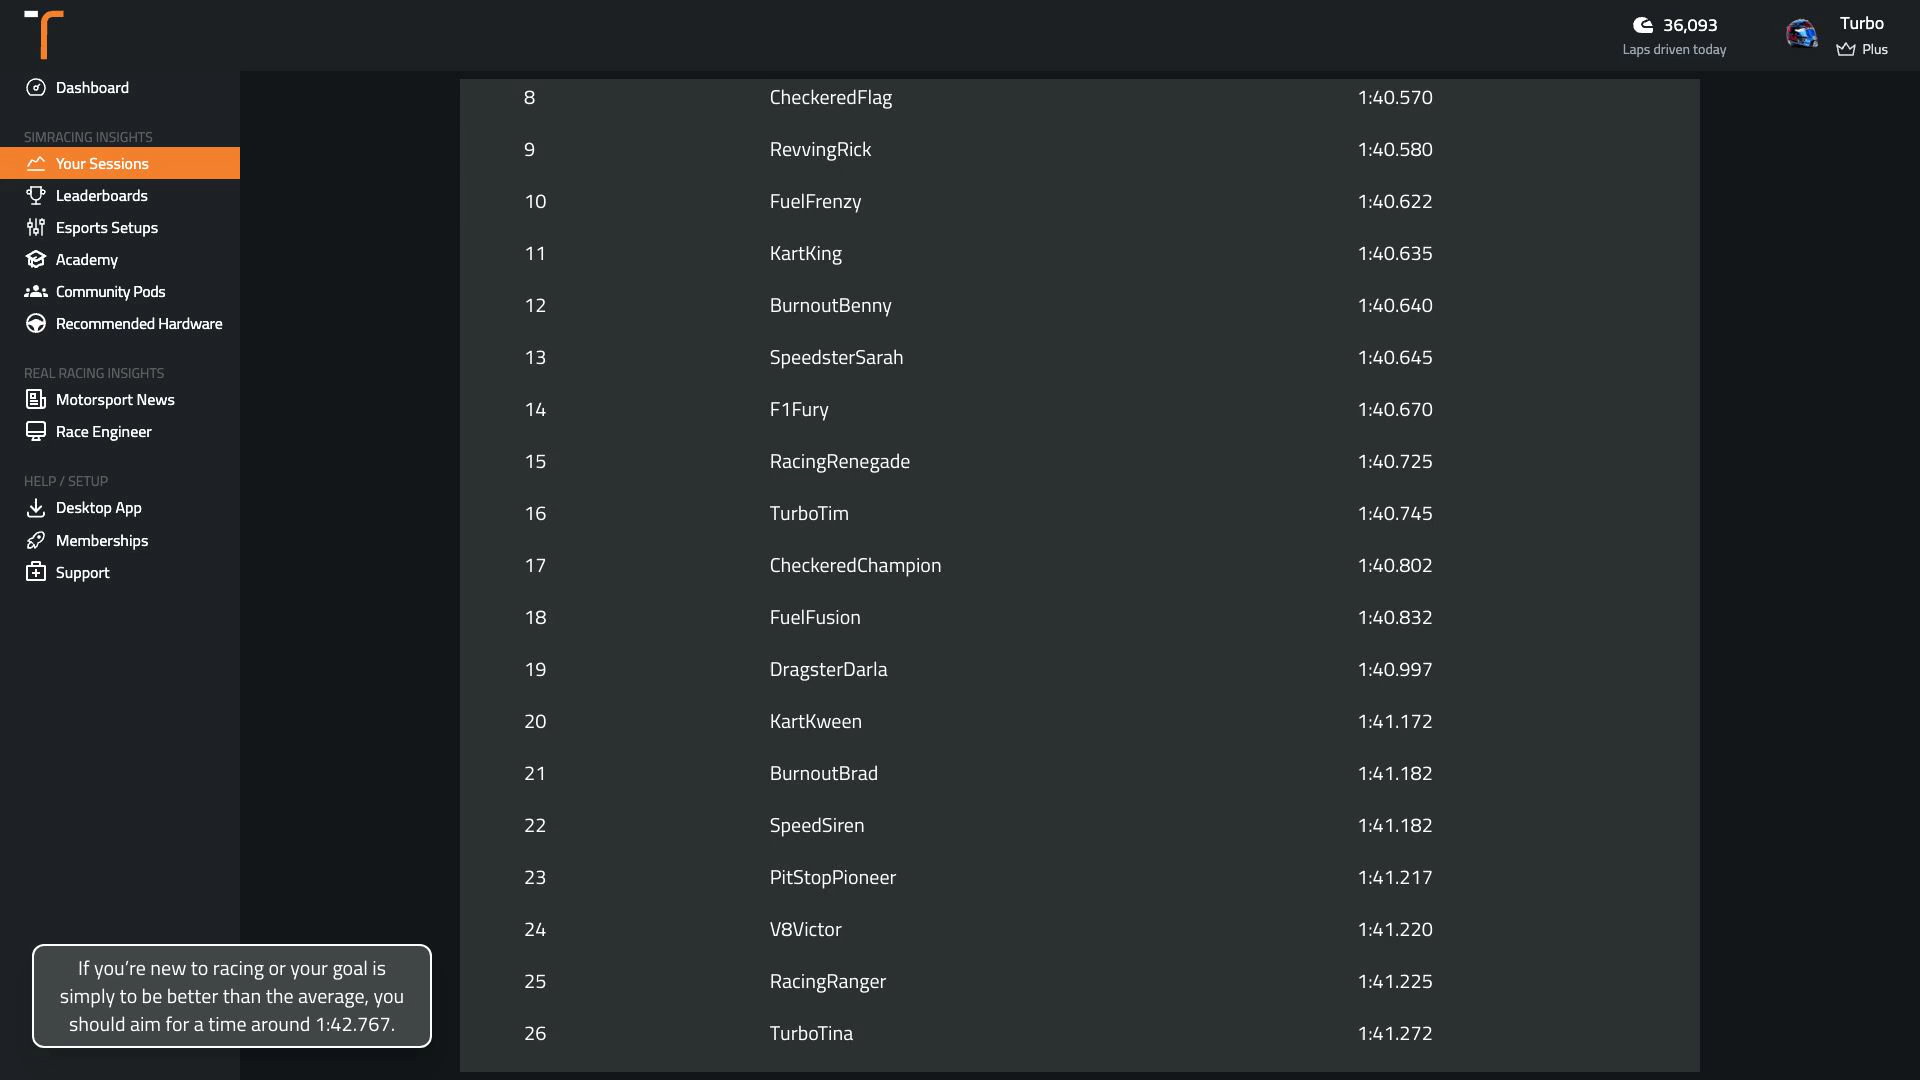 36,093
Laps driven today
Turbo
Plus
Dashboard
SIMRACING INSIGHTS
Your Sessions
Leaderboards
Esports Setups
Academy
Community Pods
Recommended Hardware
REAL RACING INSIGHTS
Motorsport News
Race Engineer
HELP / SETUP
Desktop App
Memberships
Support
8 CheckeredFlag 1:40.570
9 RevvingRick 1:40.580
10 FuelFrenzy 1:40.622
11 KartKing 1:40.635
12 BurnoutBenny 1:40.640
13 SpeedsterSarah 1:40.645
14 F1Fury 1:40.670
15 RacingRenegade 1:40.725
16 TurboTim 1:40.745
17 CheckeredChampion 1:40.802
18 FuelFusion 1:40.832
19 DragsterDarla 1:40.997
20 KartKween 1:41.172
21 BurnoutBrad 1:41.182
22 SpeedSiren 1:41.182
23 PitStopPioneer 1:41.217
24 V8Victor 1:41.220
25 RacingRanger 1:41.225
26 TurboTina 1:41.272
If you’re new to racing or your goal is
simply to be better than the average, you
should aim for a time around 1:42.767.